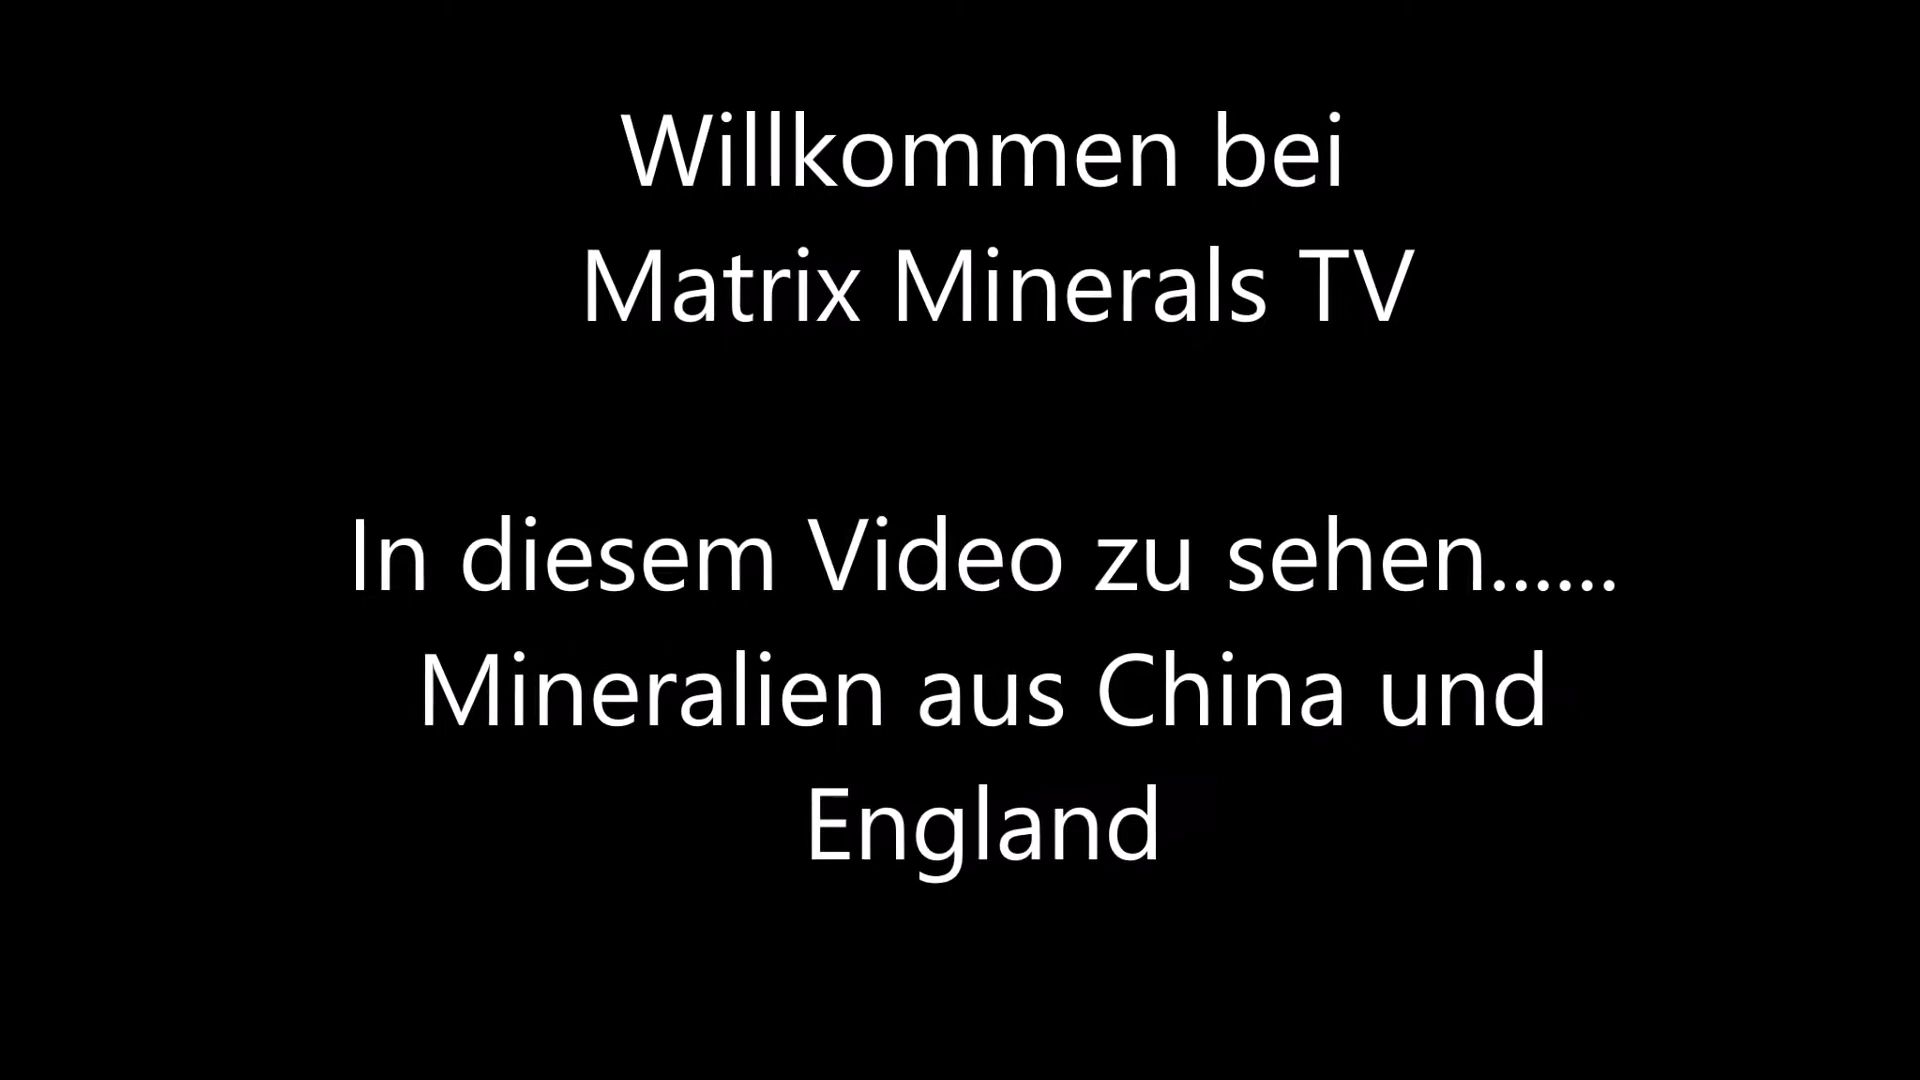 Willkommen bei
Matrix Minerals TV
In diesem Video zu sehen......
Mineralien aus China und
England